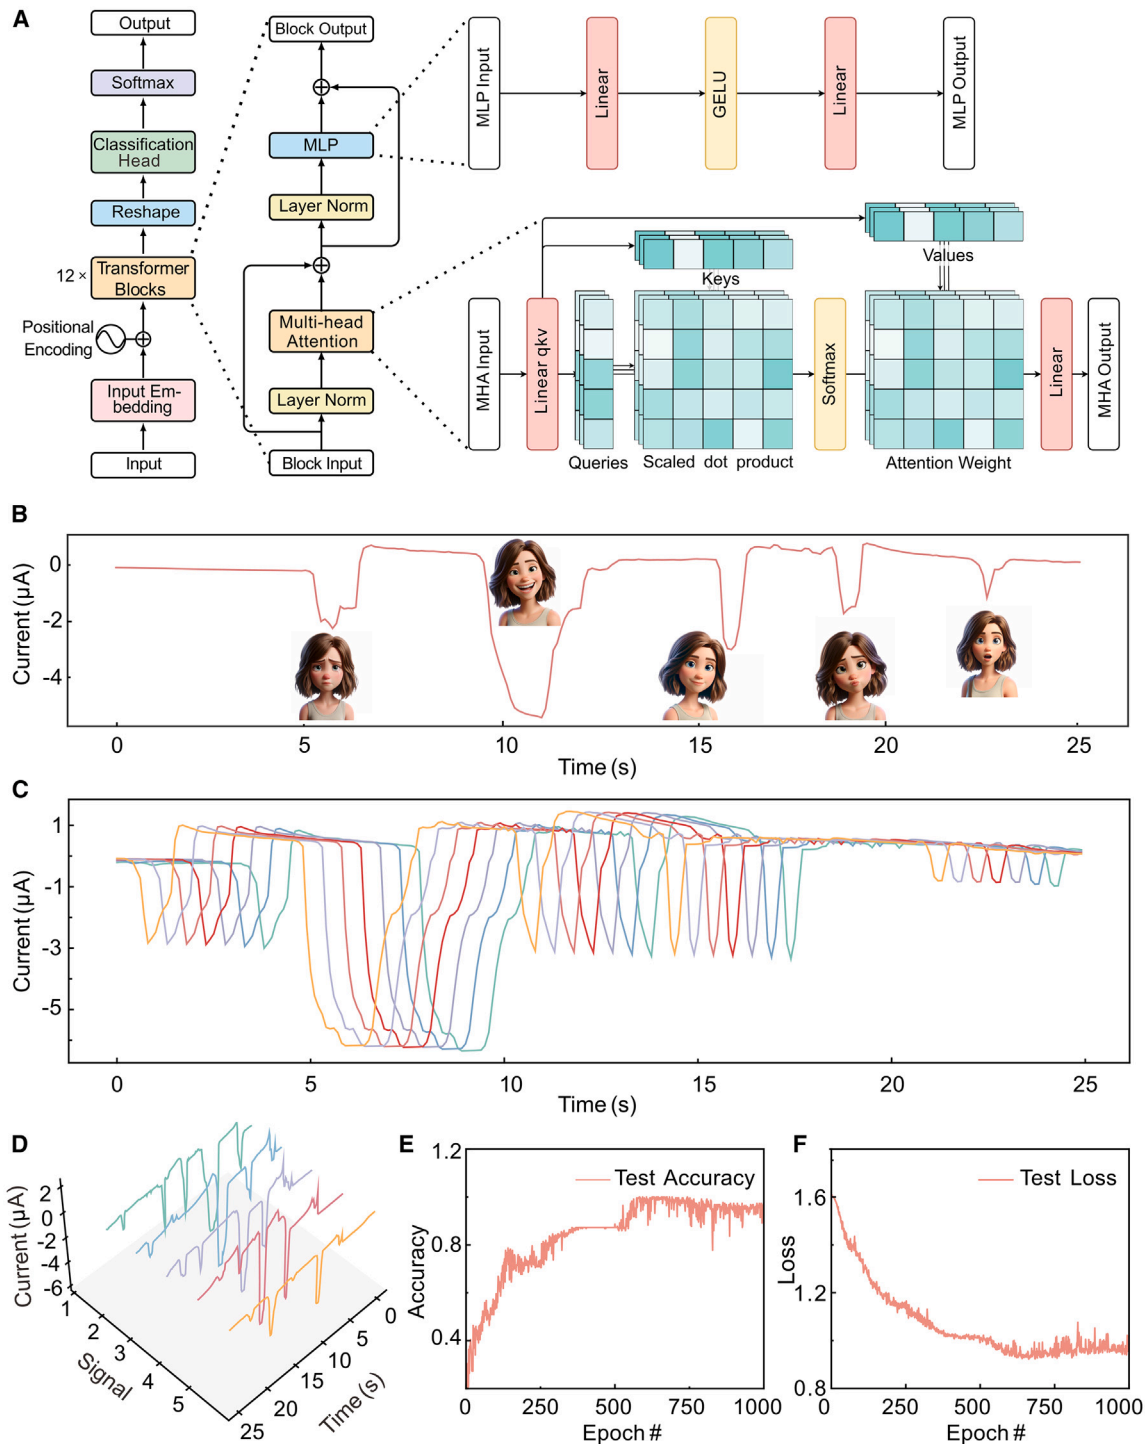 A
Output
Softmax
Classification
Head
Reshape
12 ×
Transformer
Blocks
Positional
Encoding
Input Em-
bedding
Input
Block Output
MLP
Layer Norm
Multi-head
Attention
Layer Norm
Block Input
MLP Input
Linear
GELU
Linear
MLP Output
Values
Keys
MHA Input
Linear qkv
Softmax
Linear
MHA Output
Queries
Scaled dot product
Attention Weight
B
Current (μA)
0
-2
-4
0
5
10
15
20
25
Time (s)
C
Current (μA)
1
-1
-3
-5
0
5
10
15
20
25
Time (s)
D
Current (μA)
2
0
-2
-4
-6
1
2
3
4
5
Signal
0
5
10
15
20
25
Time (s)
E
Test Accuracy
Accuracy
1.2
0.8
0.4
0
250
500
750
1000
Epoch #
F
Test Loss
Loss
1.6
1.2
0.8
0
250
500
750
1000
Epoch #